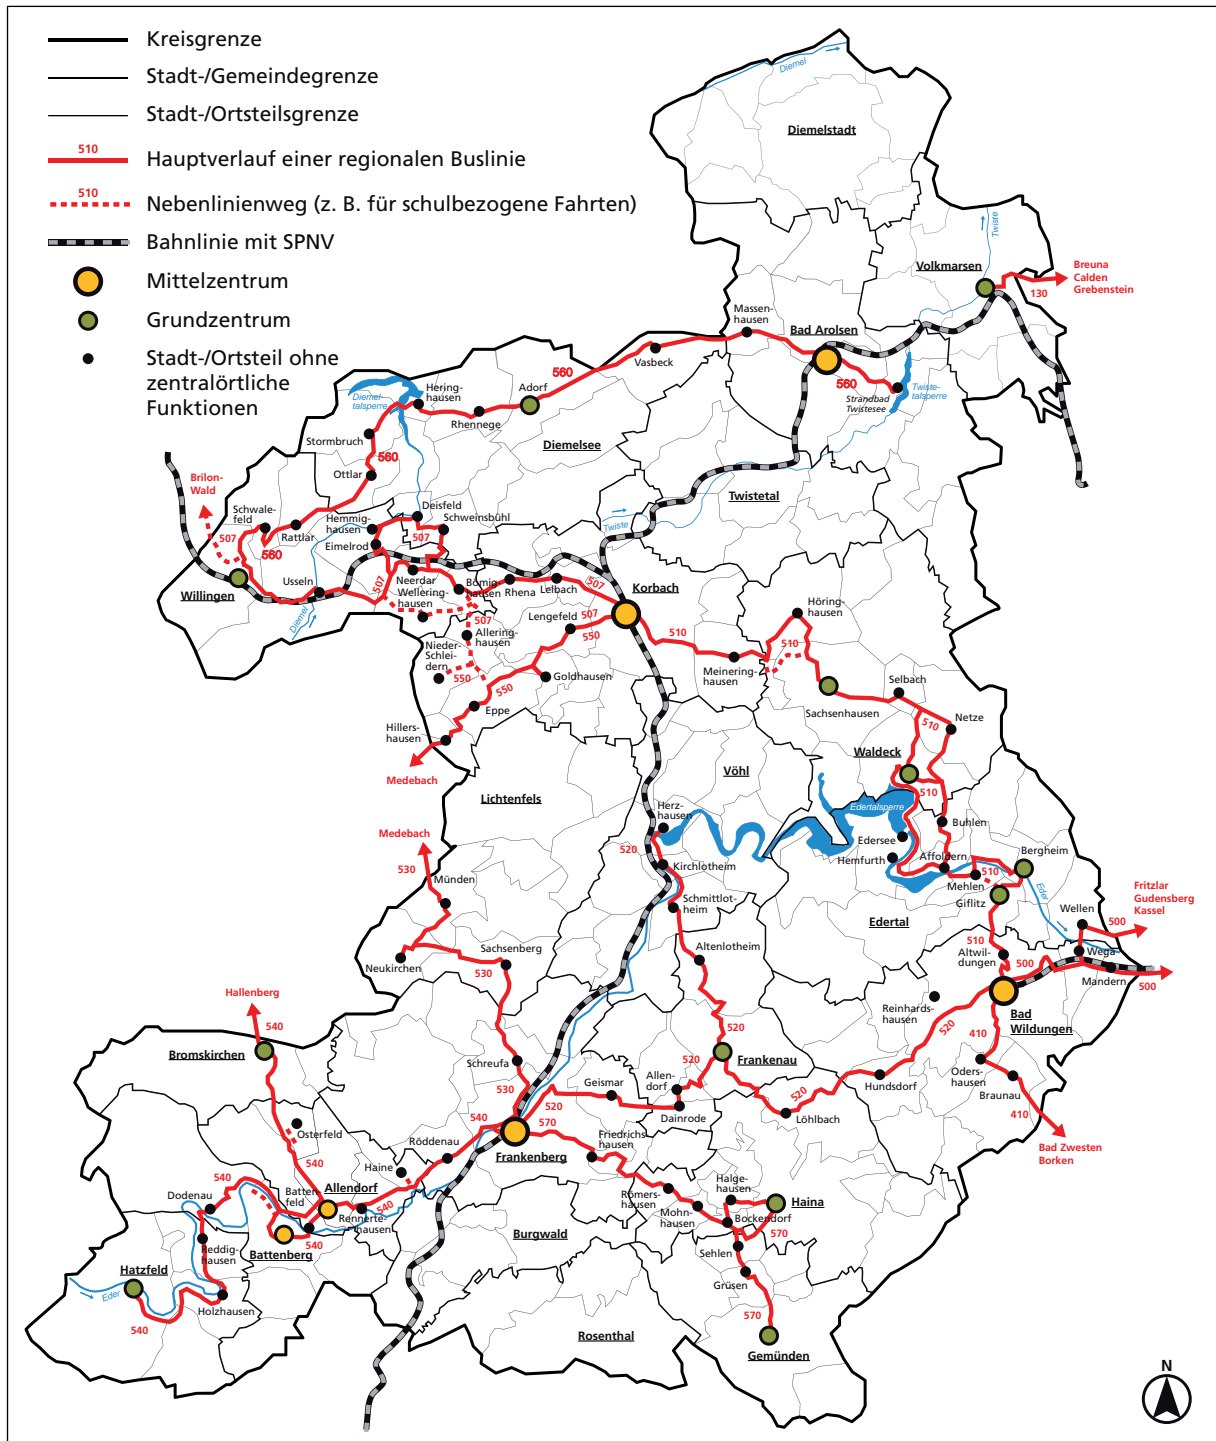 Kreisgrenze
Stadt-/Gemeindegrenze
Stadt-/Ortsteilsgrenze
510
Hauptverlauf einer regionalen Buslinie
510
Nebenlinienweg (z. B. für schulbezogene Fahrten)
Bahnlinie mit SPNV
Mittelzentrum
Grundzentrum
Stadt-/Ortsteil ohne
zentralörtliche
Funktionen
Diemel
Diemelstadt
Twiste
Volkmarsen
Breuna
Calden
Grebenstein
130
Massen-
hausen
Bad Arolsen
Vasbeck
560
560
Strandbad
Twistesee
Twiste-
talsperre
Diemel-
talsperre
Hering-
hausen
Adorf
Rhennege
Diemelsee
Stormbruch
560
Ottlar
Brilon-
Wald
Schwale-
feld
507
560
Rattlar
Hemmig-
hausen
Eimelrod
Deisfeld
Schweinsbühl
507
Twiste
Twistetal
Usseln
Willingen
Diemel
507
Neerdar
Wellering-
hausen
Bömig-
hausen
Rhena
Lelbach
507
Korbach
507
Allering-
hausen
Lengefeld
507
550
Nieder-
Schlei-
dern
550
550
Goldhausen
Eppe
Hillers-
hausen
Medebach
510
Meinering-
hausen
Höring-
hausen
510
Sachsenhausen
Selbach
510
Netze
Waldeck
510
Vöhl
Lichtenfels
Edertalsperre
Buhlen
Edersee
Hemfurth
Affoldern
Bergheim
Mehlen
510
Giflitz
Eder
Herz-
hausen
520
Kirchlotheim
Schmittlot-
heim
Medebach
530
Münden
Neukirchen
Sachsenberg
530
Altenlotheim
Edertal
Wellen
500
Fritzlar
Gudensberg
Kassel
510
Altwil-
dungen
500
Wega
Mandern
500
Reinhards-
hausen
Bad
Wildungen
520
410
Oders-
hausen
Braunau
410
Bad Zwesten
Borken
Hallenberg
540
Bromskirchen
Schreufa
530
520
Frankenau
520
Allen-
dorf
Geismar
520
Dainrode
520
Löhlbach
Hundsdorf
540
570
Frankenberg
Friedrichs-
hausen
Osterfeld
540
Röddenau
Haine
540
Dodenau
540
Batten-
feld
Allendorf
Rennerte-
hausen
540
Battenberg
Reddig-
hausen
Hatzfeld
Eder
540
Holzhausen
Burgwald
Römers-
hausen
Halge-
hausen
Haina
Mohn-
hausen
Bockendorf
570
Sehlen
Grüsen
570
Rosenthal
Gemünden
N